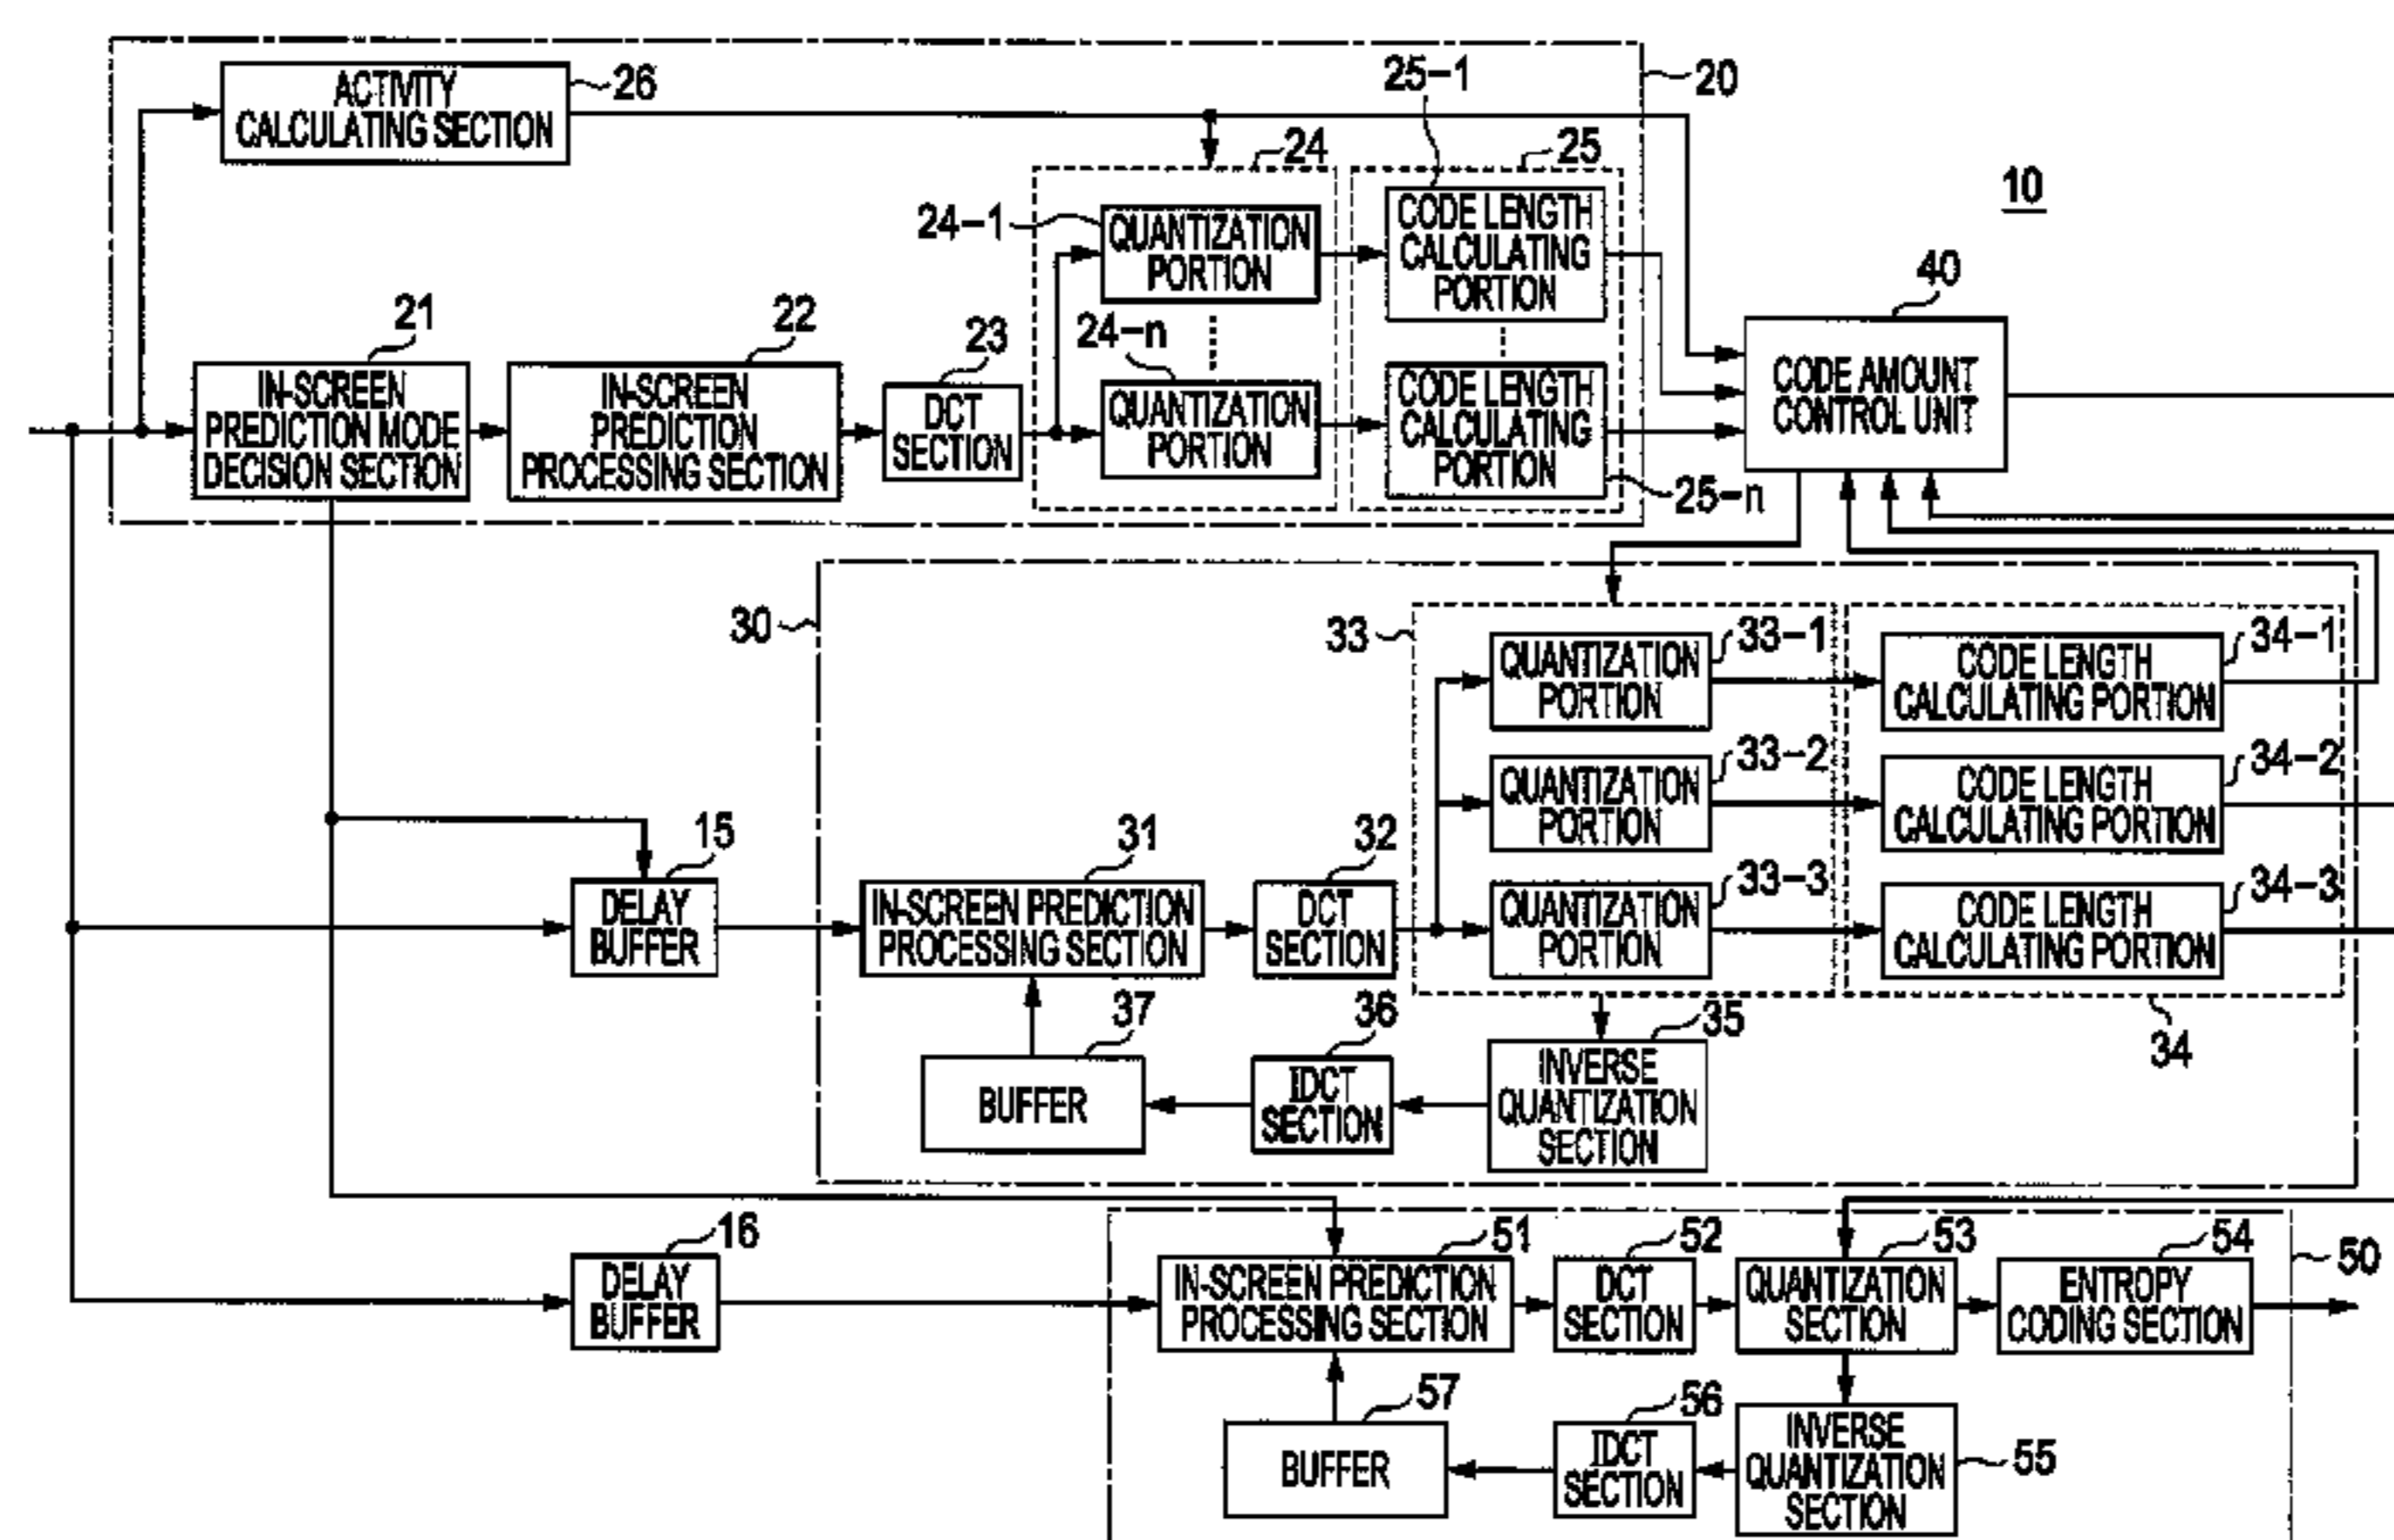 ACTIVITY
CALCULATING SECTION
26
20
25-1
24
25
10
24-1
QUANTIZATION
PORTION
CODE LENGTH
CALCULATING
PORTION
40
21
22
23
24-n
IN-SCREEN
PREDICTION MODE
DECISION SECTION
IN-SCREEN
PREDICTION
PROCESSING SECTION
DCT
SECTION
QUANTIZATION
PORTION
CODE LENGTH
CALCULATING
PORTION
CODE AMOUNT
CONTROL UNIT
25-n
30
33
QUANTIZATION
PORTION
33-1
CODE LENGTH
CALCULATING PORTION
34-1
QUANTIZATION
PORTION
33-2
CODE LENGTH
CALCULATING PORTION
34-2
15
31
32
DELAY
BUFFER
IN-SCREEN PREDICTION
PROCESSING SECTION
DCT
SECTION
QUANTIZATION
PORTION
33-3
CODE LENGTH
CALCULATING PORTION
34-3
37
36
35
34
BUFFER
IDCT
SECTION
INVERSE
QUANTIZATION
SECTION
16
51
52
53
54
50
DELAY
BUFFER
IN-SCREEN PREDICTION
PROCESSING SECTION
DCT
SECTION
QUANTIZATION
SECTION
ENTROPY
CODING SECTION
57
56
55
BUFFER
IDCT
SECTION
INVERSE
QUANTIZATION
SECTION